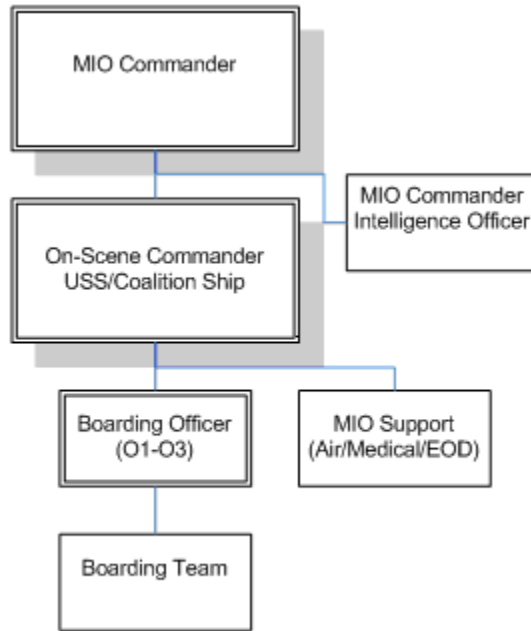 MIO Commander
MIO Commander
Intelligence Officer
On-Scene Commander
USS/Coalition Ship
Boarding Officer
(O1-O3)
MIO Support
(Air/Medical/EOD)
Boarding Team